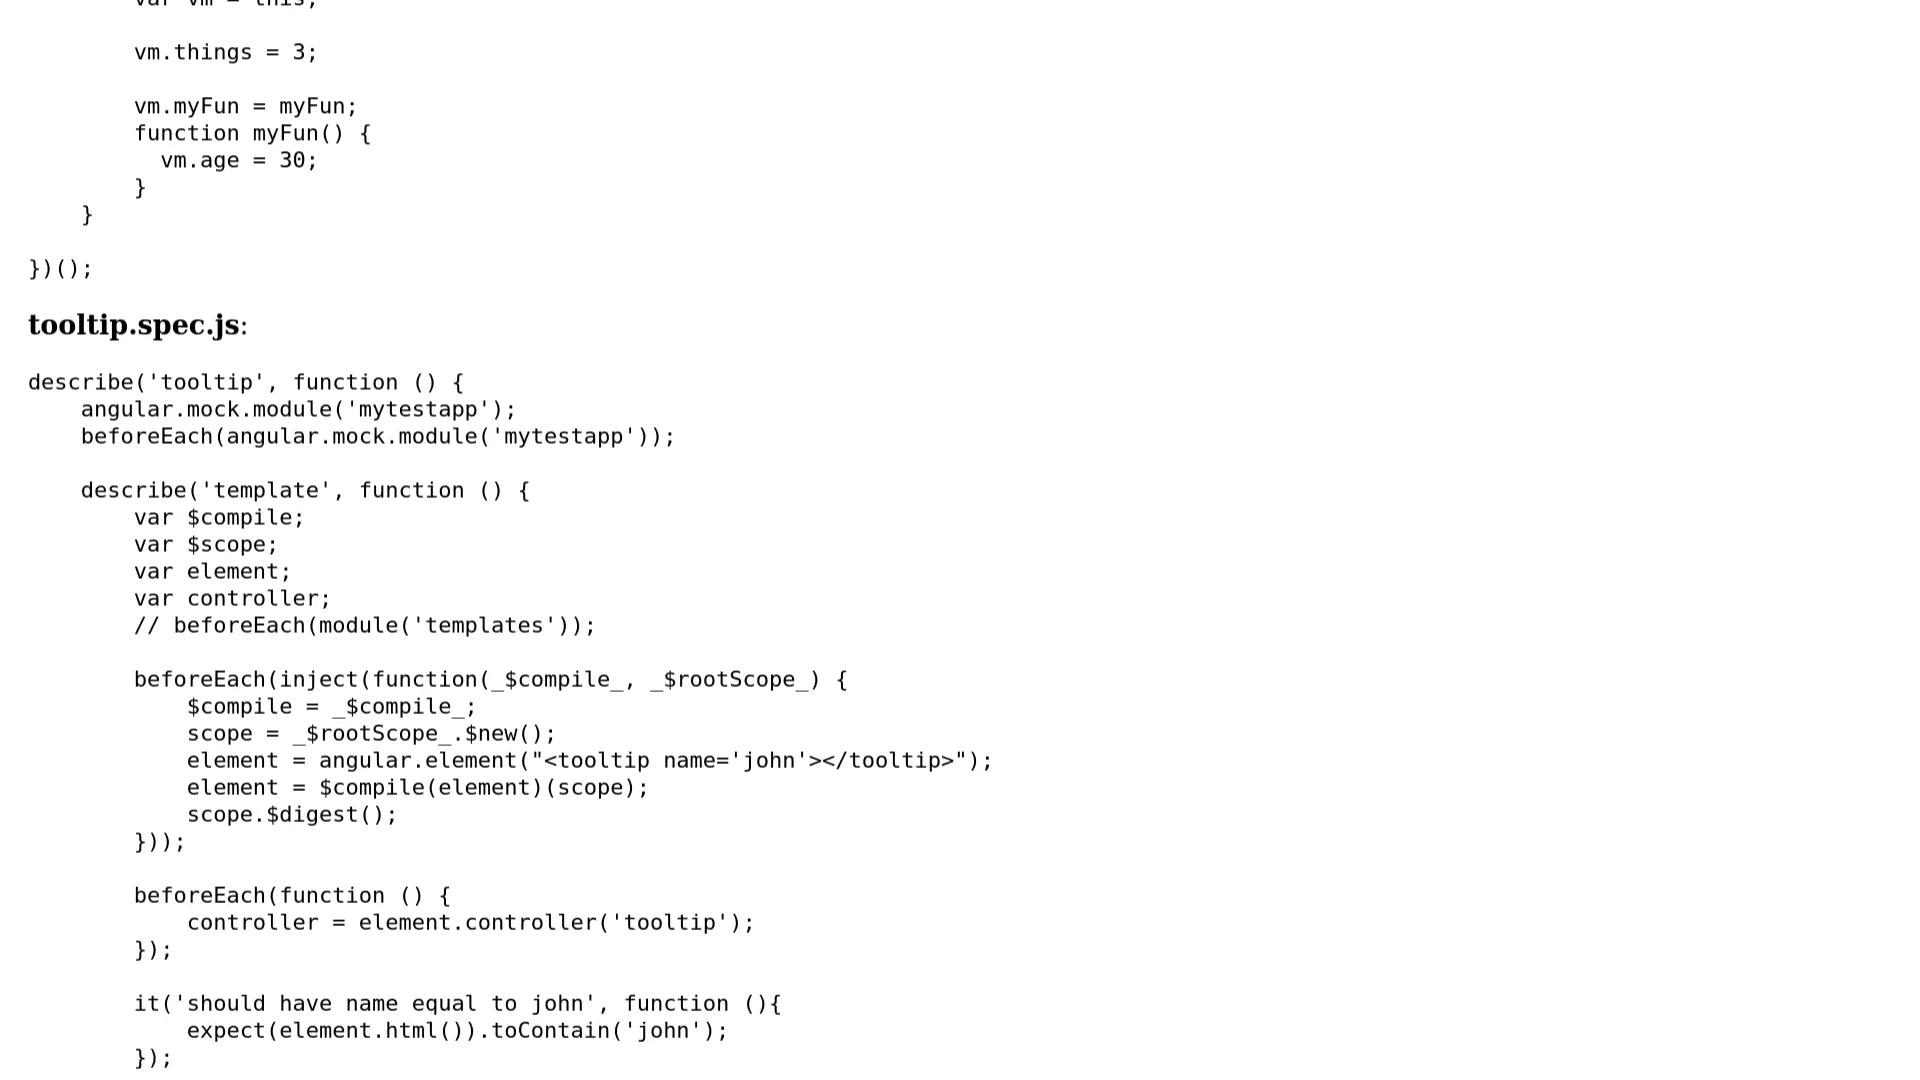 var vm = this;
vm.things = 3;
vm.myFun = myFun;
function myFun() {
vm.age = 30;
}
}
})();
tooltip.spec.js:
describe('tooltip', function () {
angular.mock.module('mytestapp');
beforeEach(angular.mock.module('mytestapp'));
describe('template', function () {
var $compile;
var $scope;
var element;
var controller;
// beforeEach(module('templates'));
beforeEach(inject(function(_$compile_, _$rootScope_) {
$compile = _$compile_;
scope = _$rootScope_.$new();
element = angular.element("<tooltip name='john'></tooltip>");
element = $compile(element)(scope);
scope.$digest();
}));
beforeEach(function () {
controller = element.controller('tooltip');
});
it('should have name equal to john', function (){
expect(element.html()).toContain('john');
});